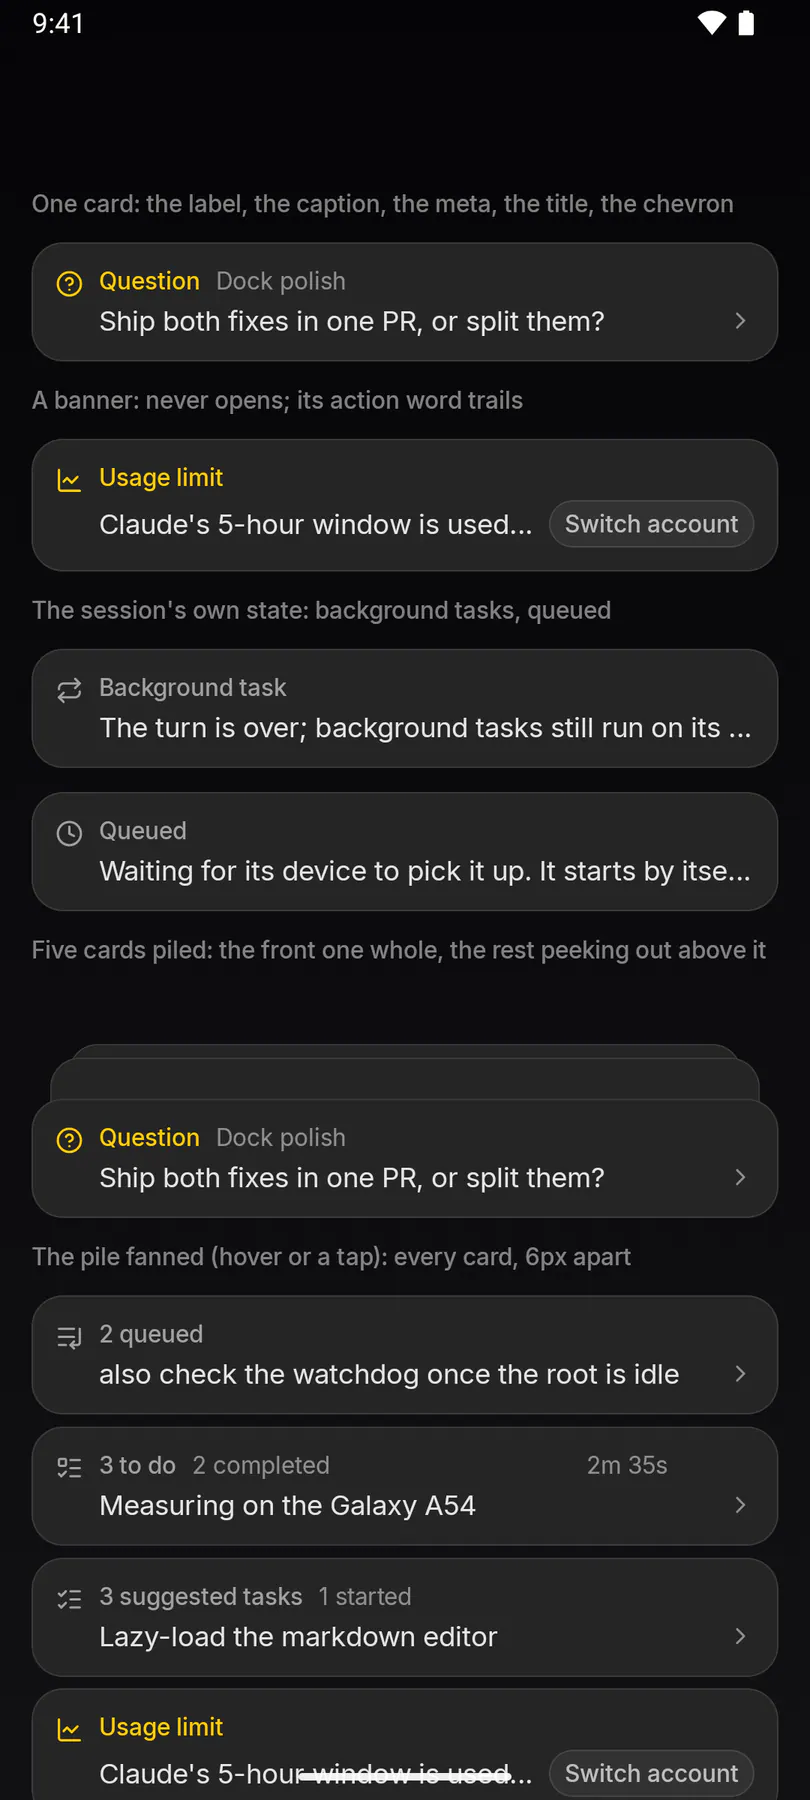 9:41
One card: the label, the caption, the meta, the title, the chevron
Question Dock polish
Ship both fixes in one PR, or split them?
A banner: never opens; its action word trails
Usage limit
Claude's 5-hour window is used... Switch account
The session's own state: background tasks, queued
Background task
The turn is over; background tasks still run on its ...
Queued
Waiting for its device to pick it up. It starts by itse...
Five cards piled: the front one whole, the rest peeking out above it
Question Dock polish
Ship both fixes in one PR, or split them?
The pile fanned (hover or a tap): every card, 6px apart
2 queued
also check the watchdog once the root is idle
3 to do 2 completed 2m 35s
Measuring on the Galaxy A54
3 suggested tasks 1 started
Lazy-load the markdown editor
Usage limit
Claude's 5-hour window is used... Switch account